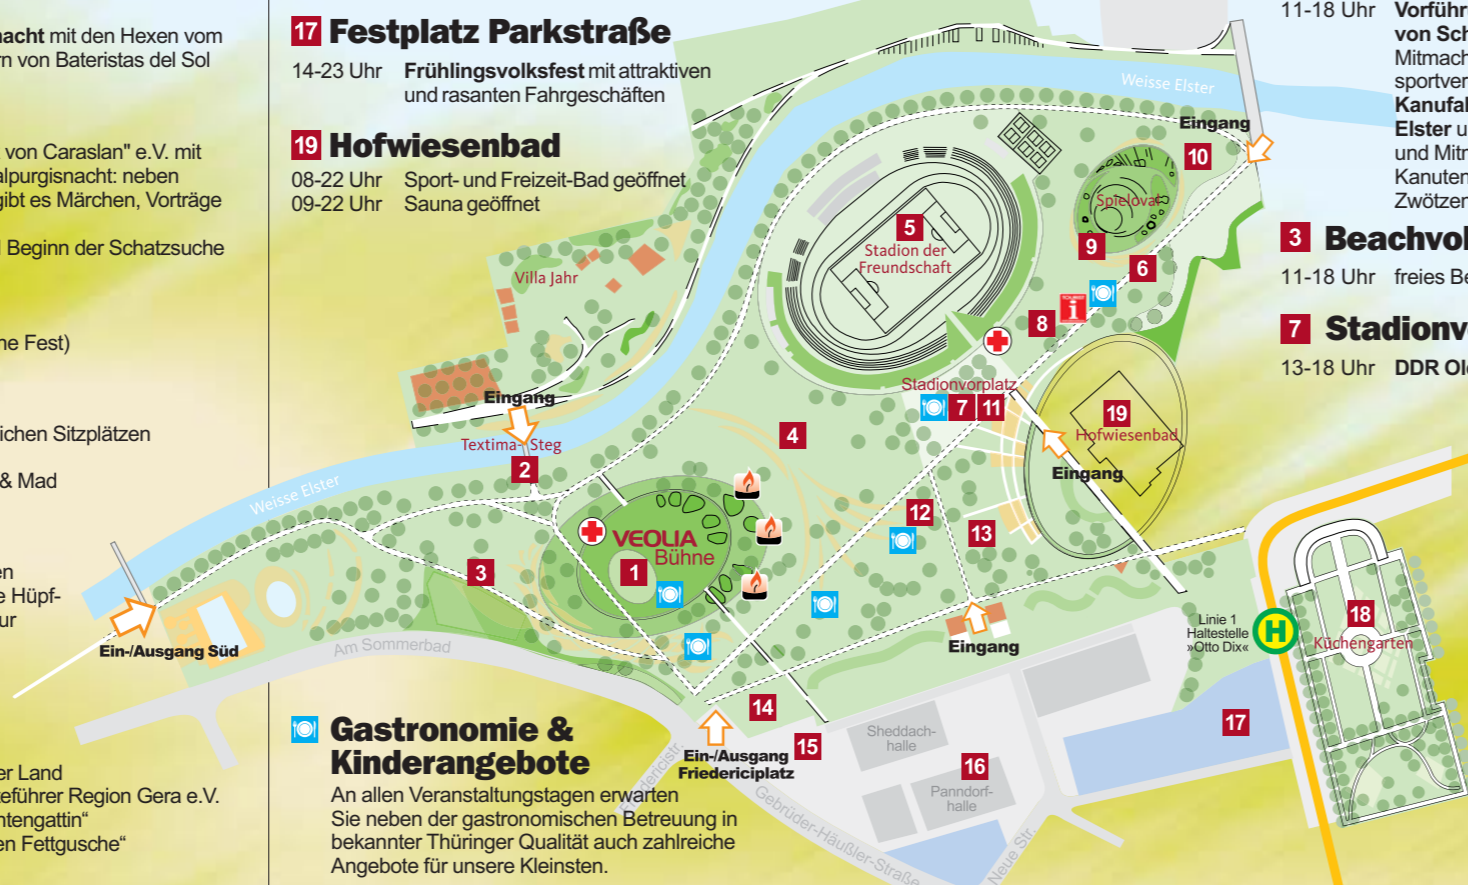 nacht mit den Hexen vom
rn von Bateristas del Sol
von Caraslan" e.V. mit
alpurgisnacht: neben
gibt es Märchen, Vorträge
Beginn der Schatzsuche
ne Fest)
ichen Sitzplätzen
& Mad
en
e Hüpf-
ur
er Land
teführer Region Gera e.V.
ntengattin“
en Fettgusche“
17 Festplatz Parkstraße
14-23 Uhr Frühlingsvolksfest mit attraktiven
und rasanten Fahrgeschäften
19 Hofwiesenbad
08-22 Uhr Sport- und Freizeit-Bad geöffnet
09-22 Uhr Sauna geöffnet
Villa Jahr
Eingang
Textima- Steg
2
Weisse Elster
Ein-/Ausgang Süd
Am Sommerbad
3
VEOLIA
Bühne
1
4
5
Stadion der
Freundschaft
Weisse Elster
Eingang
10
Spieloval
9
6
i
8
Stadionvorplatz
7 11
19
Hofwiesenbad
Eingang
12
13
Eingang
Linie 1
Haltestelle
»Otto Dix«
H
18
Küchengarten
17
14
15
Ein-/Ausgang
Friedericiplatz
Sheddach-
halle
16
Panndorf-
halle
Friedericistr.
Gebrüder-Häußler-Straße
Neue Str.
Gastronomie &
Kinderangebote
An allen Veranstaltungstagen erwarten
Sie neben der gastronomischen Betreuung in
bekannter Thüringer Qualität auch zahlreiche
Angebote für unsere Kleinsten.
11-18 Uhr Vorführ
von Sch
Mitmach
sportver
Kanufal
Elster u
und Mitm
Kanuten
Zwötzen
3 Beachvol
11-18 Uhr freies Be
7 Stadionv
13-18 Uhr DDR Ol